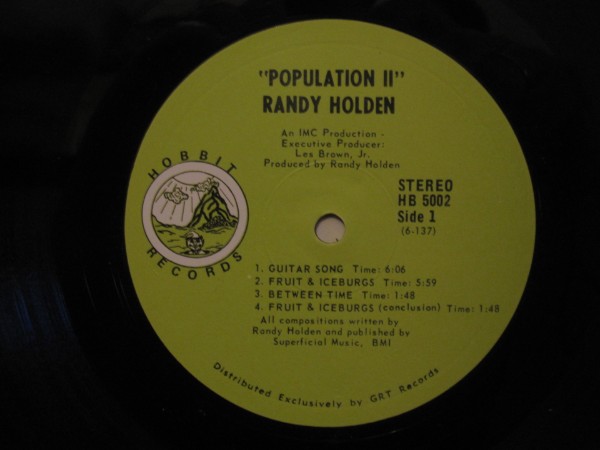 "POPULATION II"
RANDY HOLDEN
An IMC Production -
Executive Producer:
Les Brown, Jr.
Produced by Randy Holden
HOBBIT
RECORDS
STEREO
HB 5002
Side 1
(6-137)
1. GUITAR SONG Time: 6:06
2. FRUIT & ICEBURGS Time: 5:59
3. BETWEEN TIME Time: 1:48
4. FRUIT & ICEBURGS (conclusion) Time: 1:48
All compositions written by
Randy Holden and published by
Superficial Music, BMI
Distributed Exclusively by GRT Records